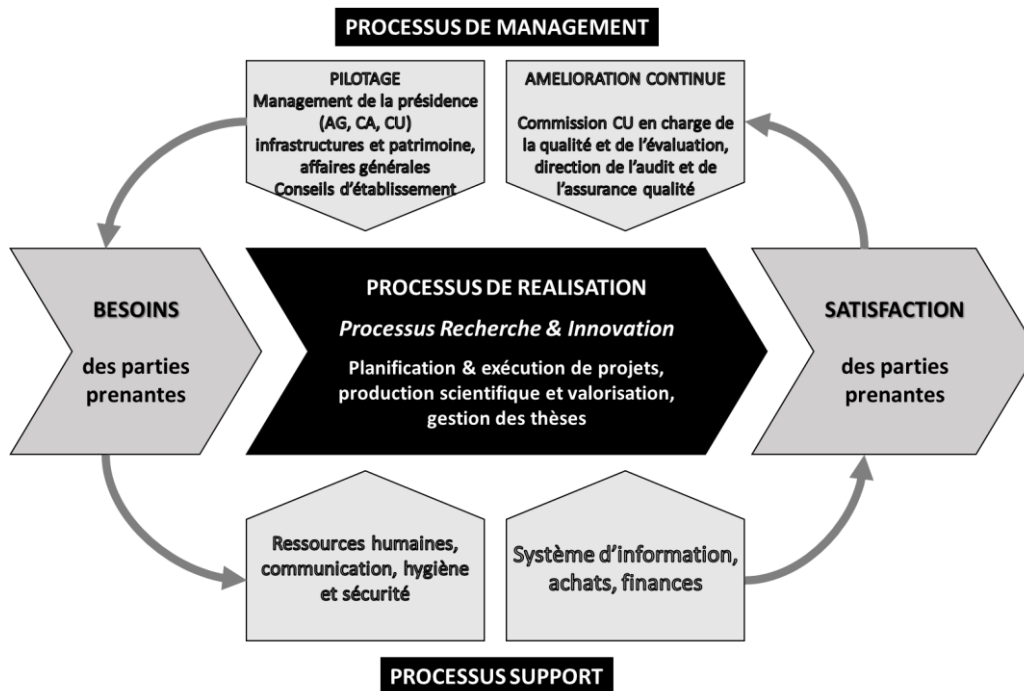 PROCESSUS DE MANAGEMENT
PILOTAGE
Management de la présidence
(AG, CA, CU)
infrastructures et patrimoine,
affaires générales
Conseils d'établissement
AMELIORATION CONTINUE
Commission CU en charge de
la qualité et de l'évaluation,
direction de l'audit et de
l'assurance qualité
BESOINS
des parties
prenantes
PROCESSUS DE REALISATION
Processus Recherche & Innovation
Planification & exécution de projets,
production scientifique et valorisation,
gestion des thèses
SATISFACTION
des parties
prenantes
Ressources humaines,
communication, hygiène
et sécurité
Système d'information,
achats, finances
PROCESSUS SUPPORT